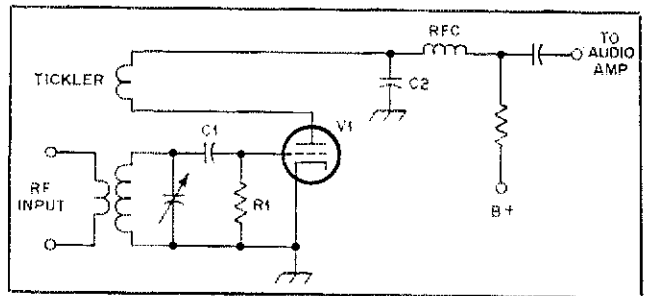 RFC
TO
AUDIO
AMP
TICKLER
C2
C1
V1
RF
INPUT
R1
B+